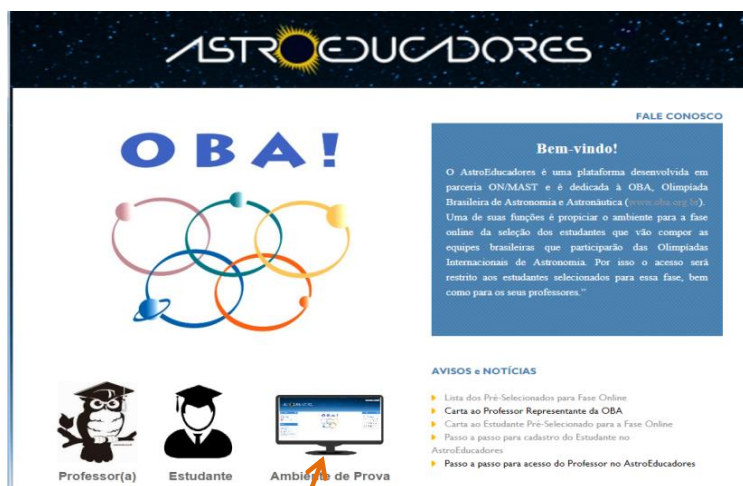 ASTROEDUCADORES
FALE CONOSCO
OBA!
Bem-vindo!
O AstroEducadores é uma plataforma desenvolvida em
parceria ON/MAST e é dedicada à OBA, Olimpíada
Brasileira de Astronomia e Astronáutica (www.oba.org.br).
Uma de suas funções é propiciar o ambiente para a fase
online da seleção dos estudantes que vão compor as
equipes brasileiras que participarão das Olimpíadas
Internacionais de Astronomia. Por isso o acesso será
restrito aos estudantes selecionados para essa fase, bem
como para os seus professores.”
AVISOS e NOTÍCIAS
Lista dos Pré-Selecionados para Fase Online
Carta ao Professor Representante da OBA
Carta ao Estudante Pré-Selecionado para a Fase Online
Passo a passo para cadastro do Estudante no
AstroEducadores
Passo a passo para acesso do Professor no AstroEducadores
Professor(a)
Estudante
Ambiente de Prova